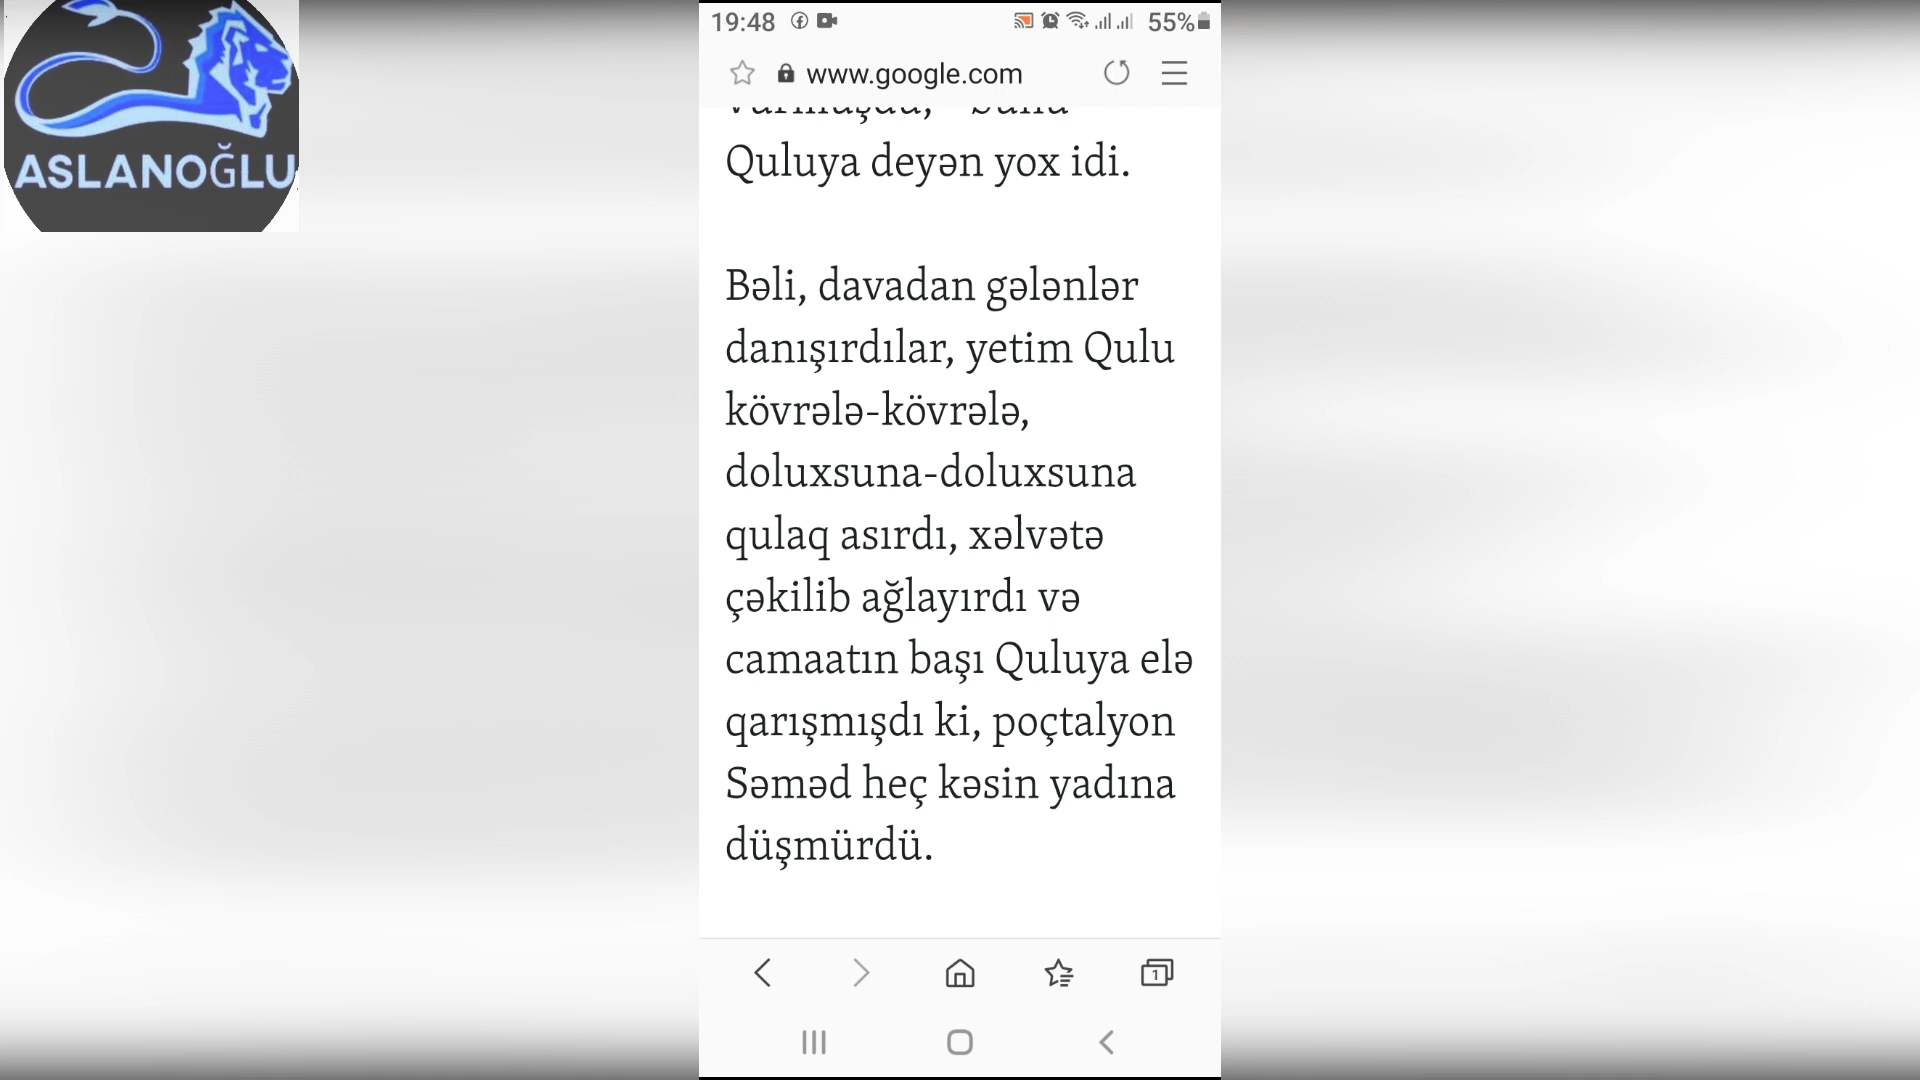 ASLANOĞLU
19:48
55%
www.google.com
Quluya deyən yox idi.
Bəli, davadan gələnlər
danışırdılar, yetim Qulu
kövrələ-kövrələ,
doluxsuna-doluxsuna
qulaq asırdı, xəlvətə
çəkilib ağlayırdı və
camaatın başı Quluya elə
qarışmışdı ki, poçtalyon
Səməd heç kəsin yadına
düşmürdü.
1